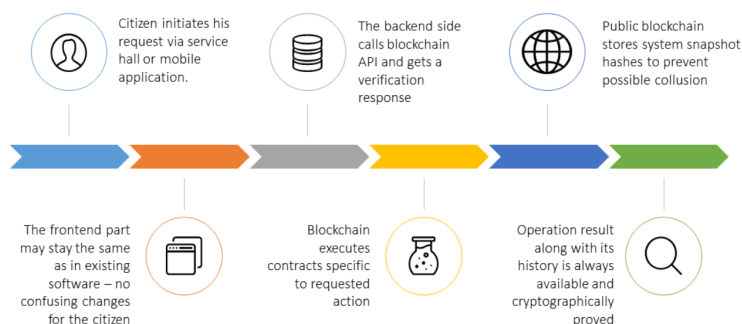 Citizen initiates his
request via service
hall or mobile
application.
The frontend part
may stay the same
as in existing
software – no
confusing changes
for the citizen
The backend side
calls blockchain
API and gets a
verification
response
Blockchain
executes
contracts specific
to requested
action
Public blockchain
stores system snapshot
hashes to prevent
possible collusion
Operation result
along with its
history is always
available and
cryptographically
proved